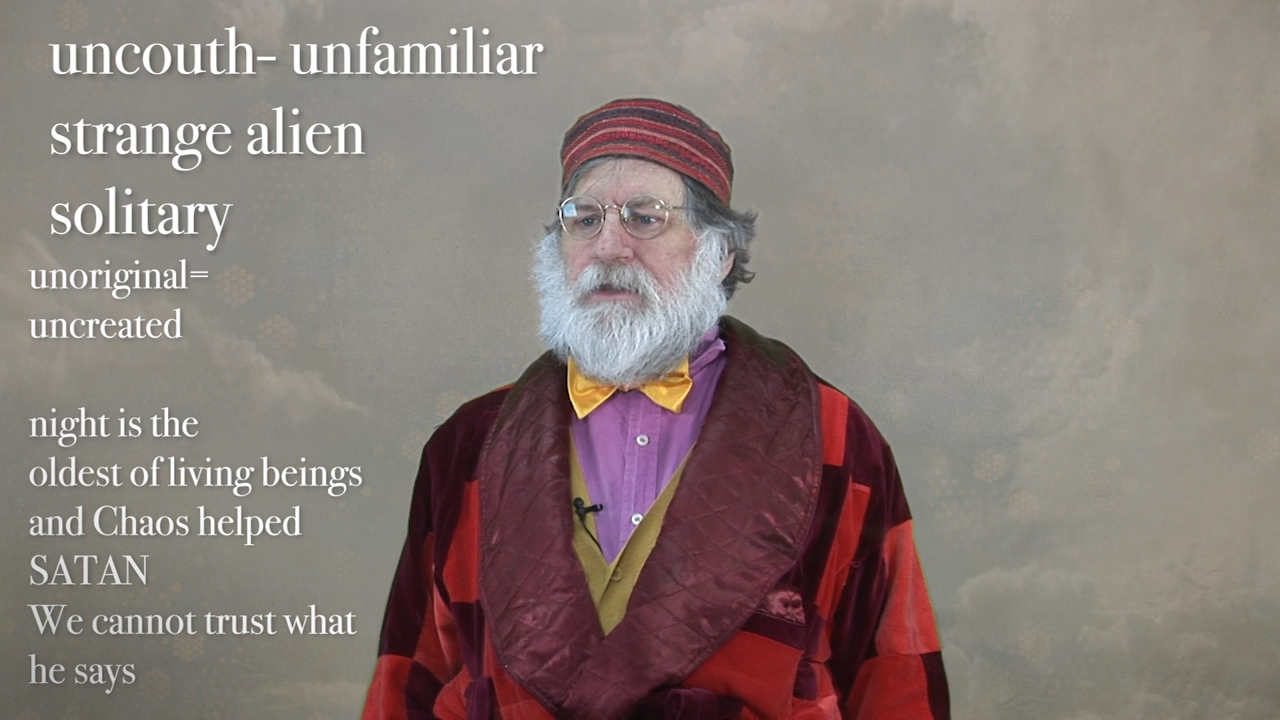 uncouth- unfamiliar
strange alien
solitary
unoriginal=
uncreated
night is the
oldest of living beings
and Chaos helped
SATAN
We cannot trust what
he says